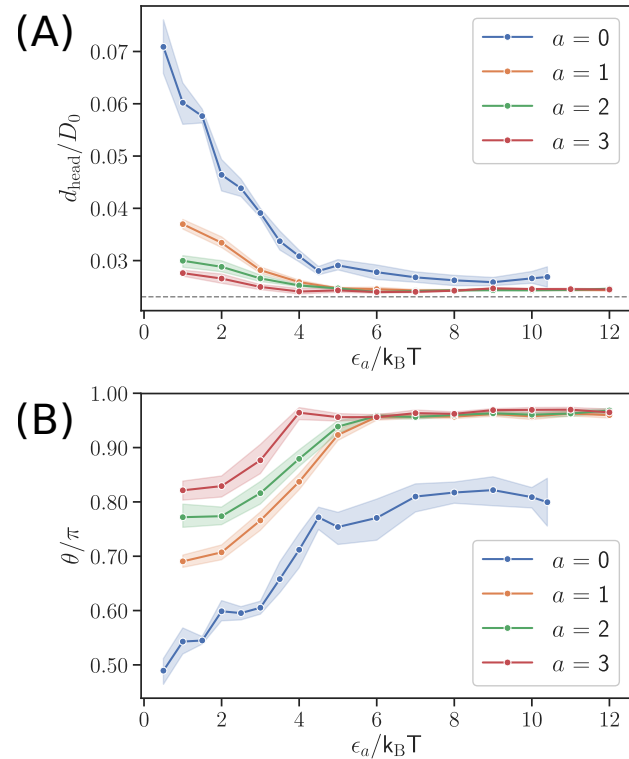 (A)
0.07
0.06
0.05
0.04
0.03
d_head/D_0
a = 0
a = 1
a = 2
a = 3
0 2 4 6 8 10 12
ϵ_a/k_BT
(B)
1.00
0.90
0.80
0.70
0.60
0.50
θ/π
a = 0
a = 1
a = 2
a = 3
0 2 4 6 8 10 12
ϵ_a/k_BT